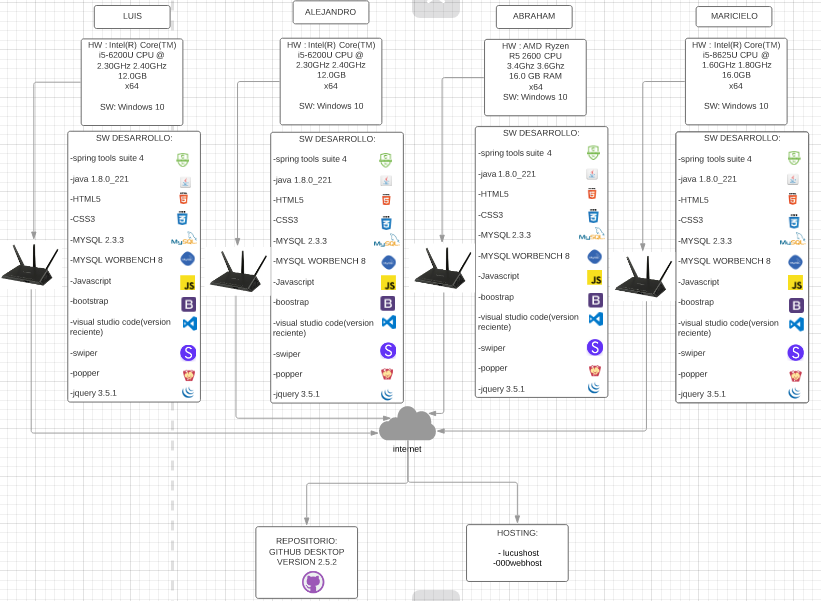 LUIS
HW : Intel(R) Core(TM)
i5-6200U CPU @
2.30GHz 2.40GHz
12.0GB
x64
SW: Windows 10
SW DESARROLLO:
-spring tools suite 4
-java 1.8.0_221
-HTML5
-CSS3
-MYSQL 2.3.3
MySQL
-MYSQL WORBENCH 8
-Javascript
JS
-bootstrap
B
-visual studio code(version
reciente)
-swiper
S
-popper
-jquery 3.5.1
ALEJANDRO
HW : Intel(R) Core(TM)
i5-6200U CPU @
2.30GHz 2.40GHz
12.0GB
x64
SW: Windows 10
SW DESARROLLO:
-spring tools suite 4
-java 1.8.0_221
-HTML5
-CSS3
-MYSQL 2.3.3
MySQL
-MYSQL WORBENCH 8
-Javascript
JS
-boostrap
B
-visual studio code(version
reciente)
-swiper
S
-popper
-jquery 3.5.1
ABRAHAM
HW : AMD Ryzen
R5 2600 CPU
3.4Ghz 3.6Ghz
16.0 GB RAM
x64
SW: Windows 10
SW DESARROLLO:
-spring tools suite 4
-java 1.8.0_221
-HTML5
-CSS3
-MYSQL 2.3.3
MySQL
-MYSQL WORBENCH 8
-Javascript
JS
-boostrap
B
-visual studio code(version
reciente)
-swiper
S
-popper
-jquery 3.5.1
MARICIELO
HW : Intel(R) Core(TM)
i5-8625U CPU @
1.60GHz 1.80GHz
16.0GB
x64
SW: Windows 10
SW DESARROLLO:
-spring tools suite 4
-java 1.8.0_221
-HTML5
-CSS3
-MYSQL 2.3.3
MySQL
-MYSQL WORBENCH 8
-Javascript
JS
-boostrap
B
-visual studio code(version
reciente)
-swiper
S
-popper
-jquery 3.5.1
internet
REPOSITORIO:
GITHUB DESKTOP
VERSION 2.5.2
HOSTING:
- lucushost
-000webhost